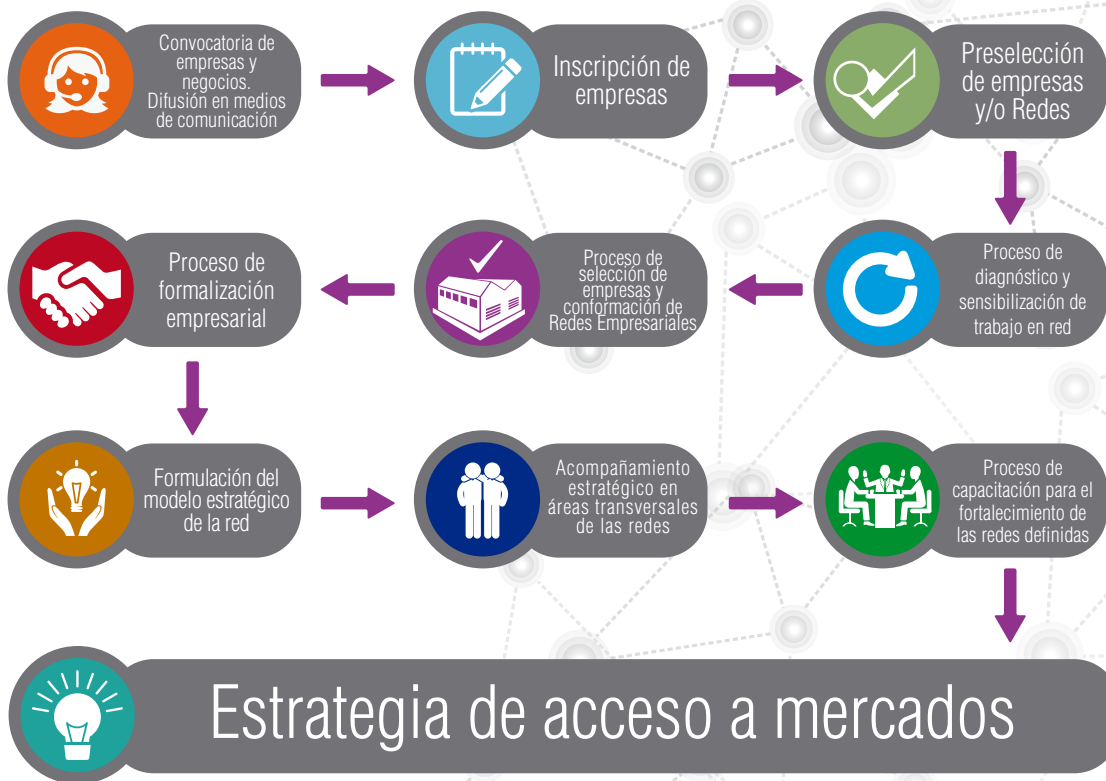 Convocatoria de
empresas y
negocios.
Difusión en medios
de comunicación
Inscripción de
empresas
Preselección
de empresas
y/o Redes
Proceso de
diagnóstico y
sensibilización de
trabajo en red
Proceso de
selección de
empresas y
conformación de
Redes Empresariales
Proceso de
formalización
empresarial
Formulación del
modelo estratégico
de la red
Acompañamiento
estratégico en
áreas transversales
de las redes
Proceso de
capacitación para el
fortalecimiento de
las redes definidas
Estrategia de acceso a mercados